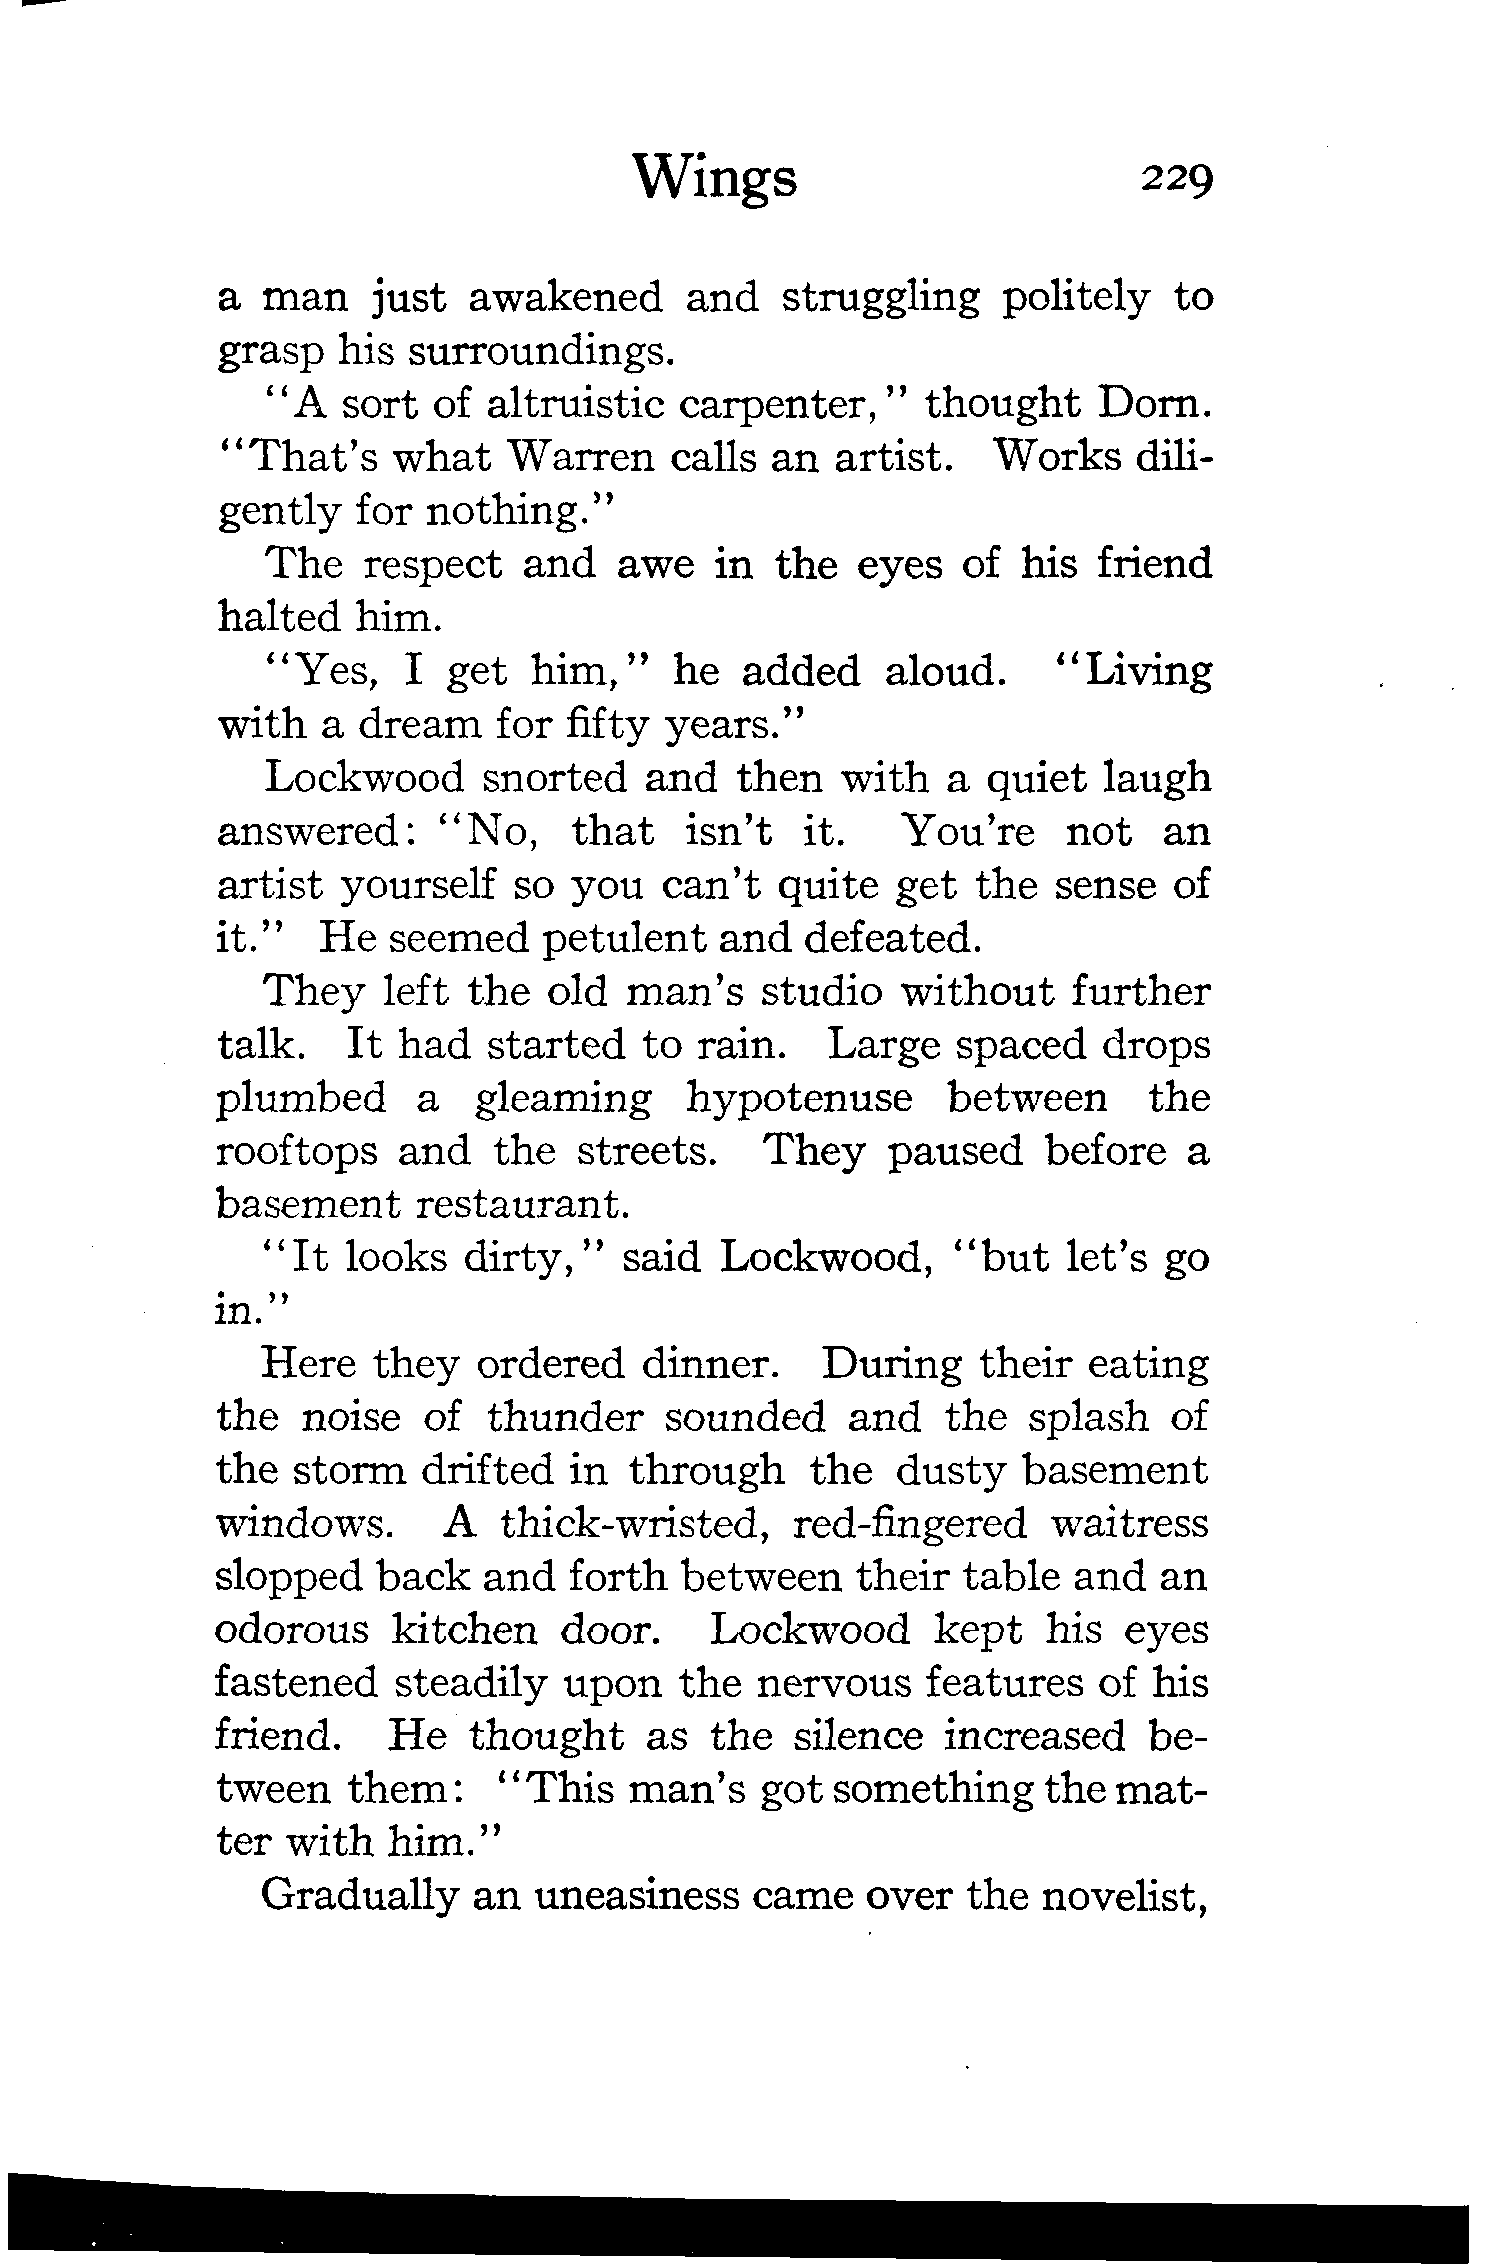 Wings 229
a man just awakened and struggling politely to
grasp his surroundings.
"A sort of altruistic carpenter," thought Dorn.
"That's what Warren calls an artist. Works dili-
gently for nothing."
The respect and awe in the eyes of his friend
halted him.
"Yes, I get him," he added aloud. "Living
with a dream for fifty years."
Lockwood snorted and then with a quiet laugh
answered: "No, that isn't it. You're not an
artist yourself so you can't quite get the sense of
it." He seemed petulent and defeated.
They left the old man's studio without further
talk. It had started to rain. Large spaced drops
plumbed a gleaming hypotenuse between the
rooftops and the streets. They paused before a
basement restaurant.
"It looks dirty," said Lockwood, "but let's go
in."
Here they ordered dinner. During their eating
the noise of thunder sounded and the splash of
the storm drifted in through the dusty basement
windows. A thick-wristed, red-fingered waitress
slopped back and forth between their table and an
odorous kitchen door. Lockwood kept his eyes
fastened steadily upon the nervous features of his
friend. He thought as the silence increased be-
tween them: "This man's got something the mat-
ter with him."
Gradually an uneasiness came over the novelist,